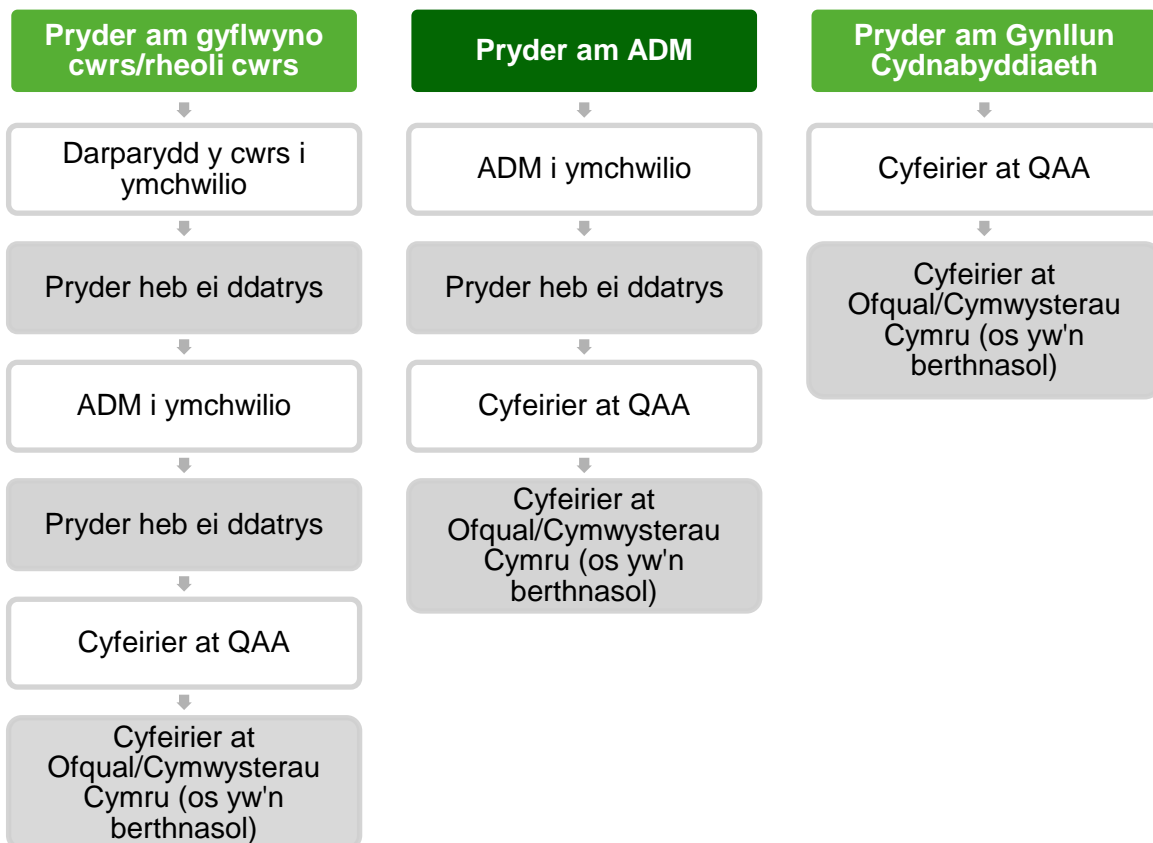 Pryder am gyflwyno
cwrs/rheoli cwrs
Darparydd y cwrs i
ymchwilio
Pryder heb ei ddatrys
ADM i ymchwilio
Pryder heb ei ddatrys
Cyfeirier at QAA
Cyfeirier at
Ofqual/Cymwysterau
Cymru (os yw'n
berthnasol)
Pryder am ADM
ADM i ymchwilio
Pryder heb ei ddatrys
Cyfeirier at QAA
Cyfeirier at
Ofqual/Cymwysterau
Cymru (os yw'n
berthnasol)
Pryder am Gynllun
Cydnabyddiaeth
Cyfeirier at QAA
Cyfeirier at
Ofqual/Cymwysterau
Cymru (os yw'n
berthnasol)